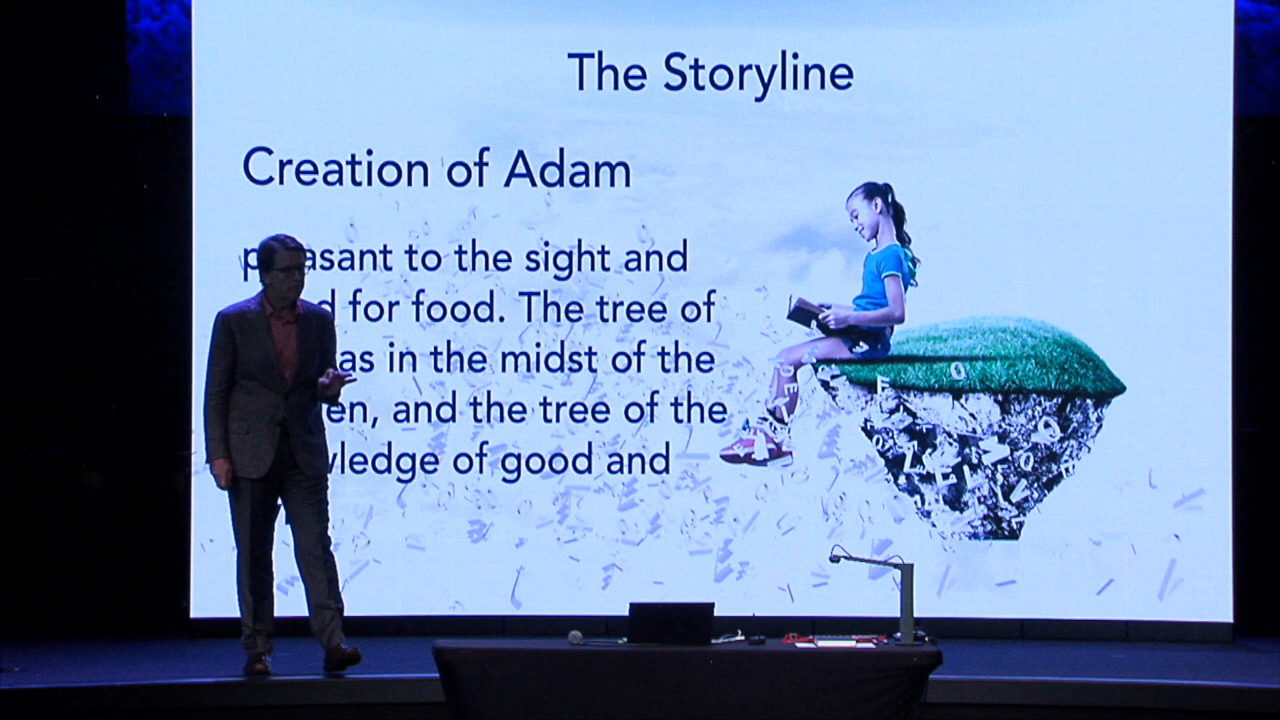 The Storyline
Creation of Adam
to the sight and
for food. The tree of
in the midst of the
and the tree of the
of good and